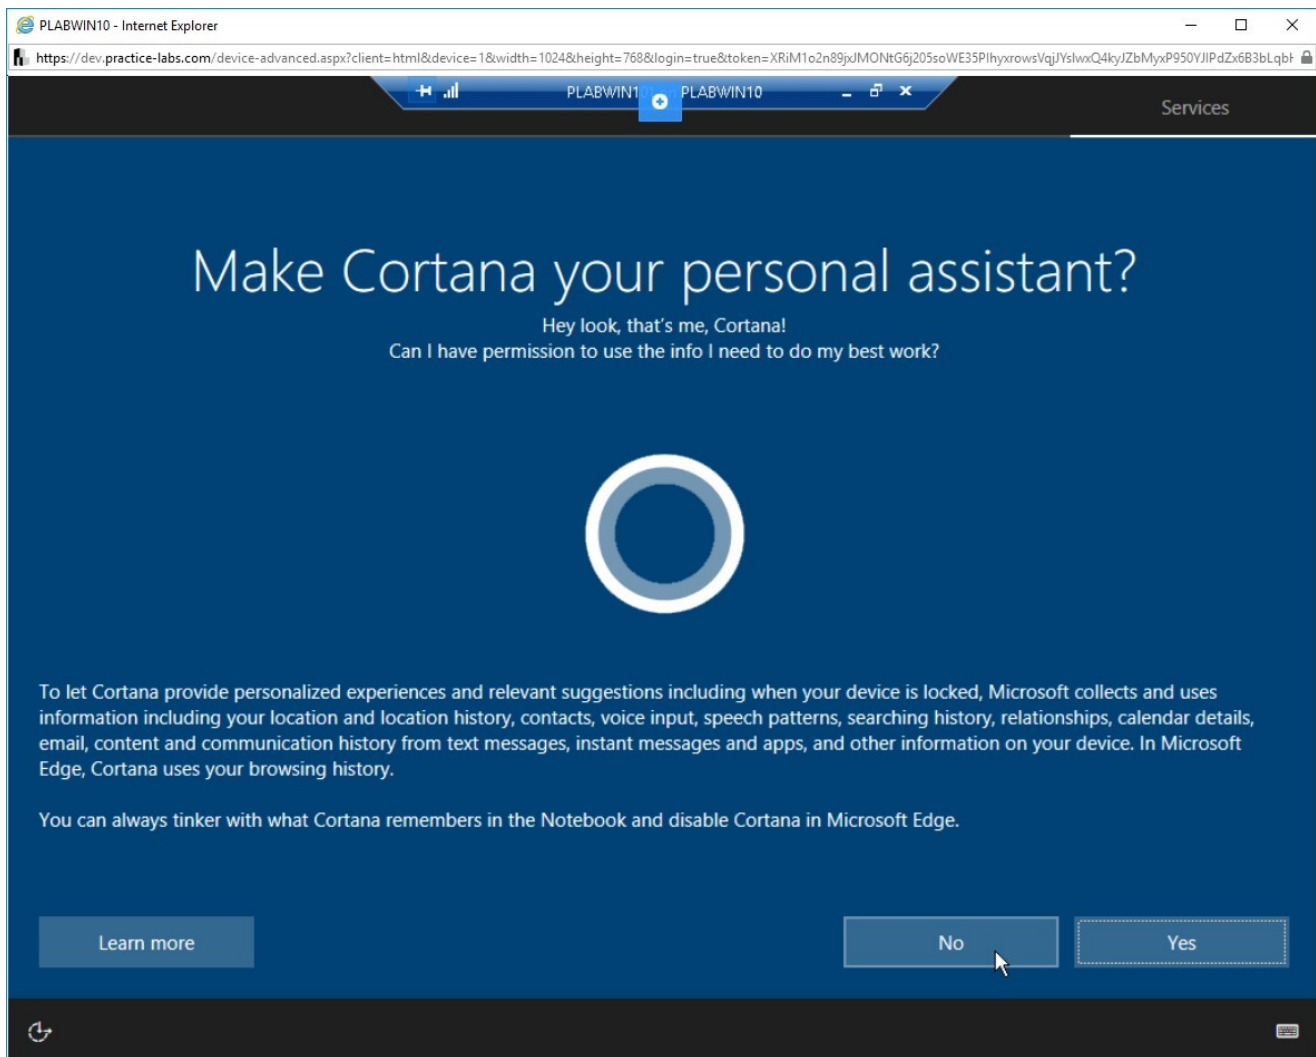 PLABWIN10 - Internet Explorer
https://dev.practice-labs.com/device-advanced.aspx?client=html&device=1&width=1024&height=768&login=true&token=
PLABWIN101 PLABWIN10
Services
Make Cortana your personal assistant?
Hey look, that's me, Cortana!
Can I have permission to use the info I need to do my best work?
To let Cortana provide personalized experiences and relevant suggestions including when your device is locked, Microsoft collects and uses
information including your location and location history, contacts, voice input, speech patterns, searching history, relationships, calendar details,
email, content and communication history from text messages, instant messages and apps, and other information on your device. In Microsoft
Edge, Cortana uses your browsing history.
You can always tinker with what Cortana remembers in the Notebook and disable Cortana in Microsoft Edge.
Learn more
No
Yes